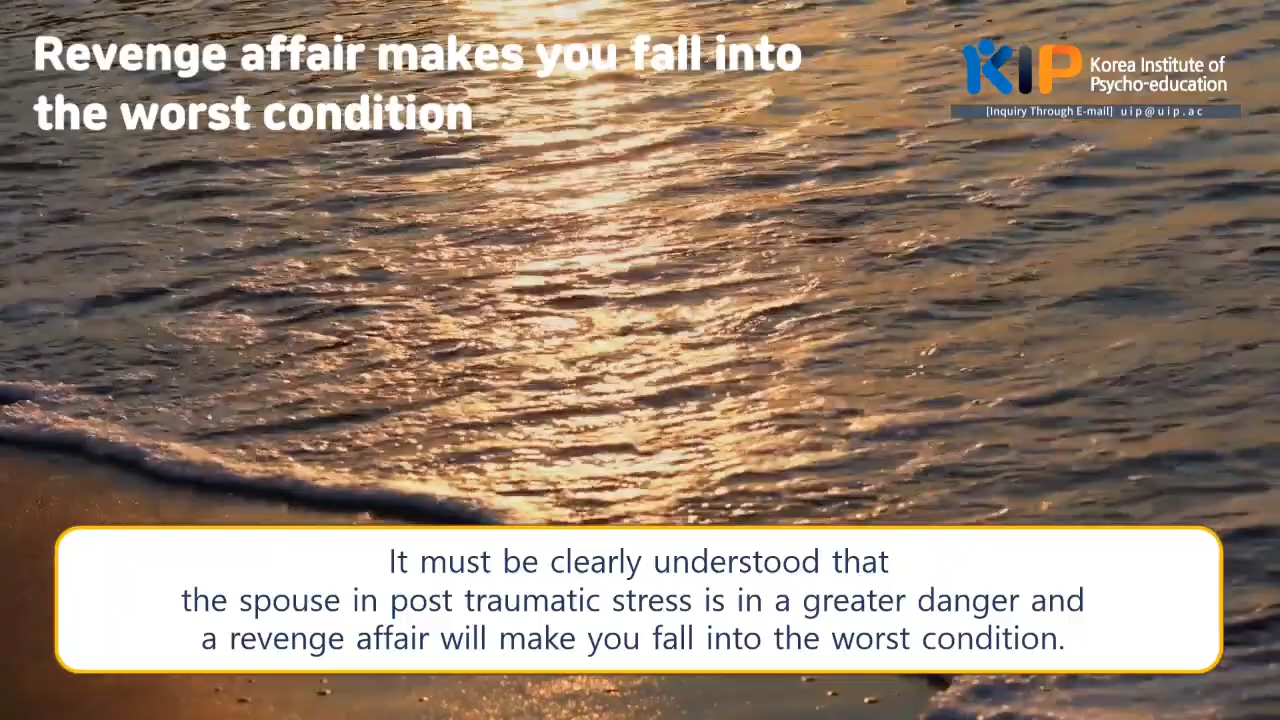 Revenge affair makes you fall into
the worst condition
KIP
Korea Institute of
Psycho-education
[Inquiry Through E-mail] uip@uip.ac
It must be clearly understood that
the spouse in post traumatic stress is in a greater danger and
a revenge affair will make you fall into the worst condition.